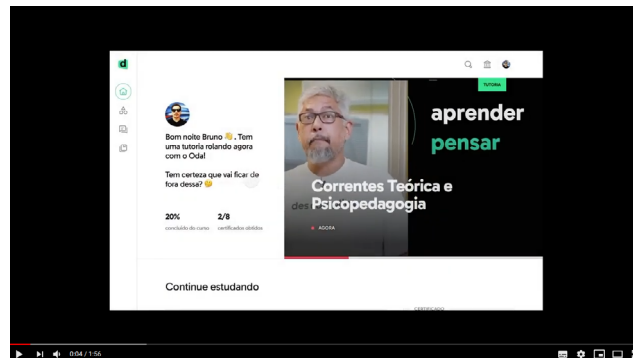 d
TUTORIA
aprender
pensar
Bom noite Bruno 👋. Tem
uma tutoria rolando agora
com o Oda!
Tem certeza que vai ficar de
fora dessa? 🤔
Correntes Teórica e
Psicopedagogia
AGORA
20%
concluído do curso
2/8
certificados obtidos
Continue estudando
CERTIFICADO
0:04 / 1:56